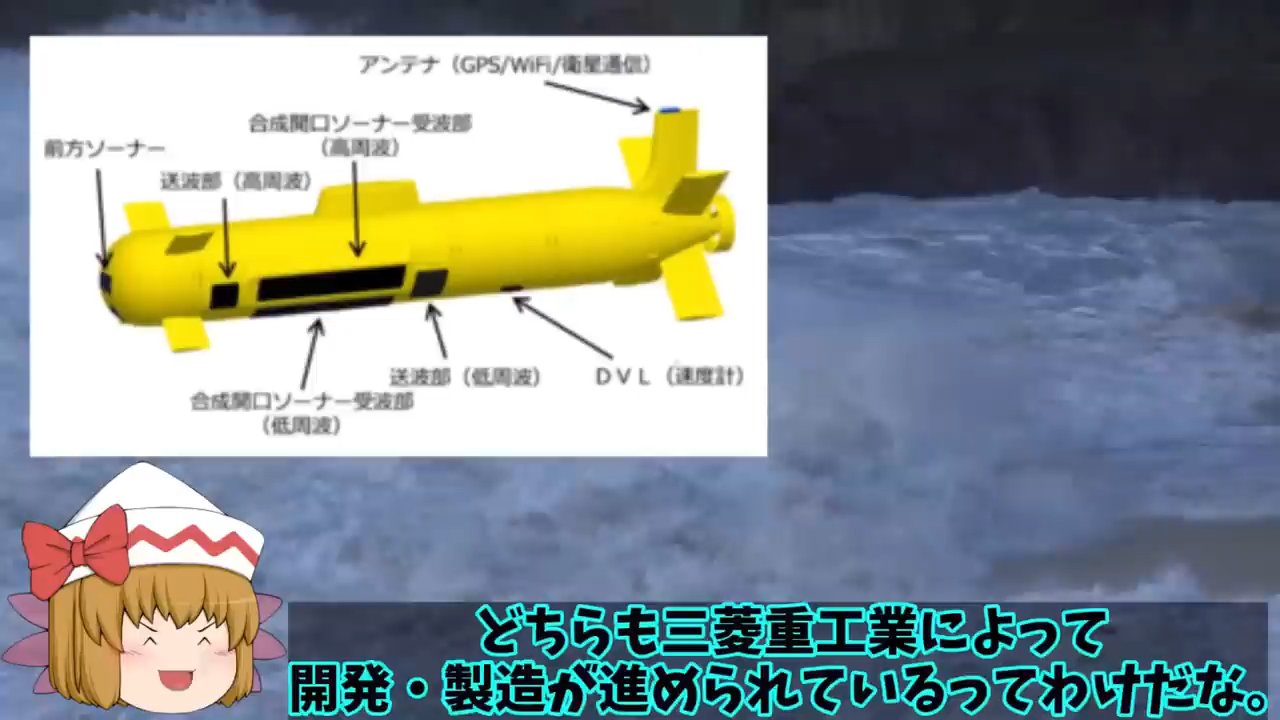 アンテナ（GPS/WiFi/衛星通信）
合成開口ソーナー受波部
（高周波）
前方ソーナー
送波部（高周波）
送波部（低周波）
ＤＶＬ（速度計）
合成開口ソーナー受波部
（低周波）
どちらも三菱重工業によって
開発・製造が進められているってわけだな。